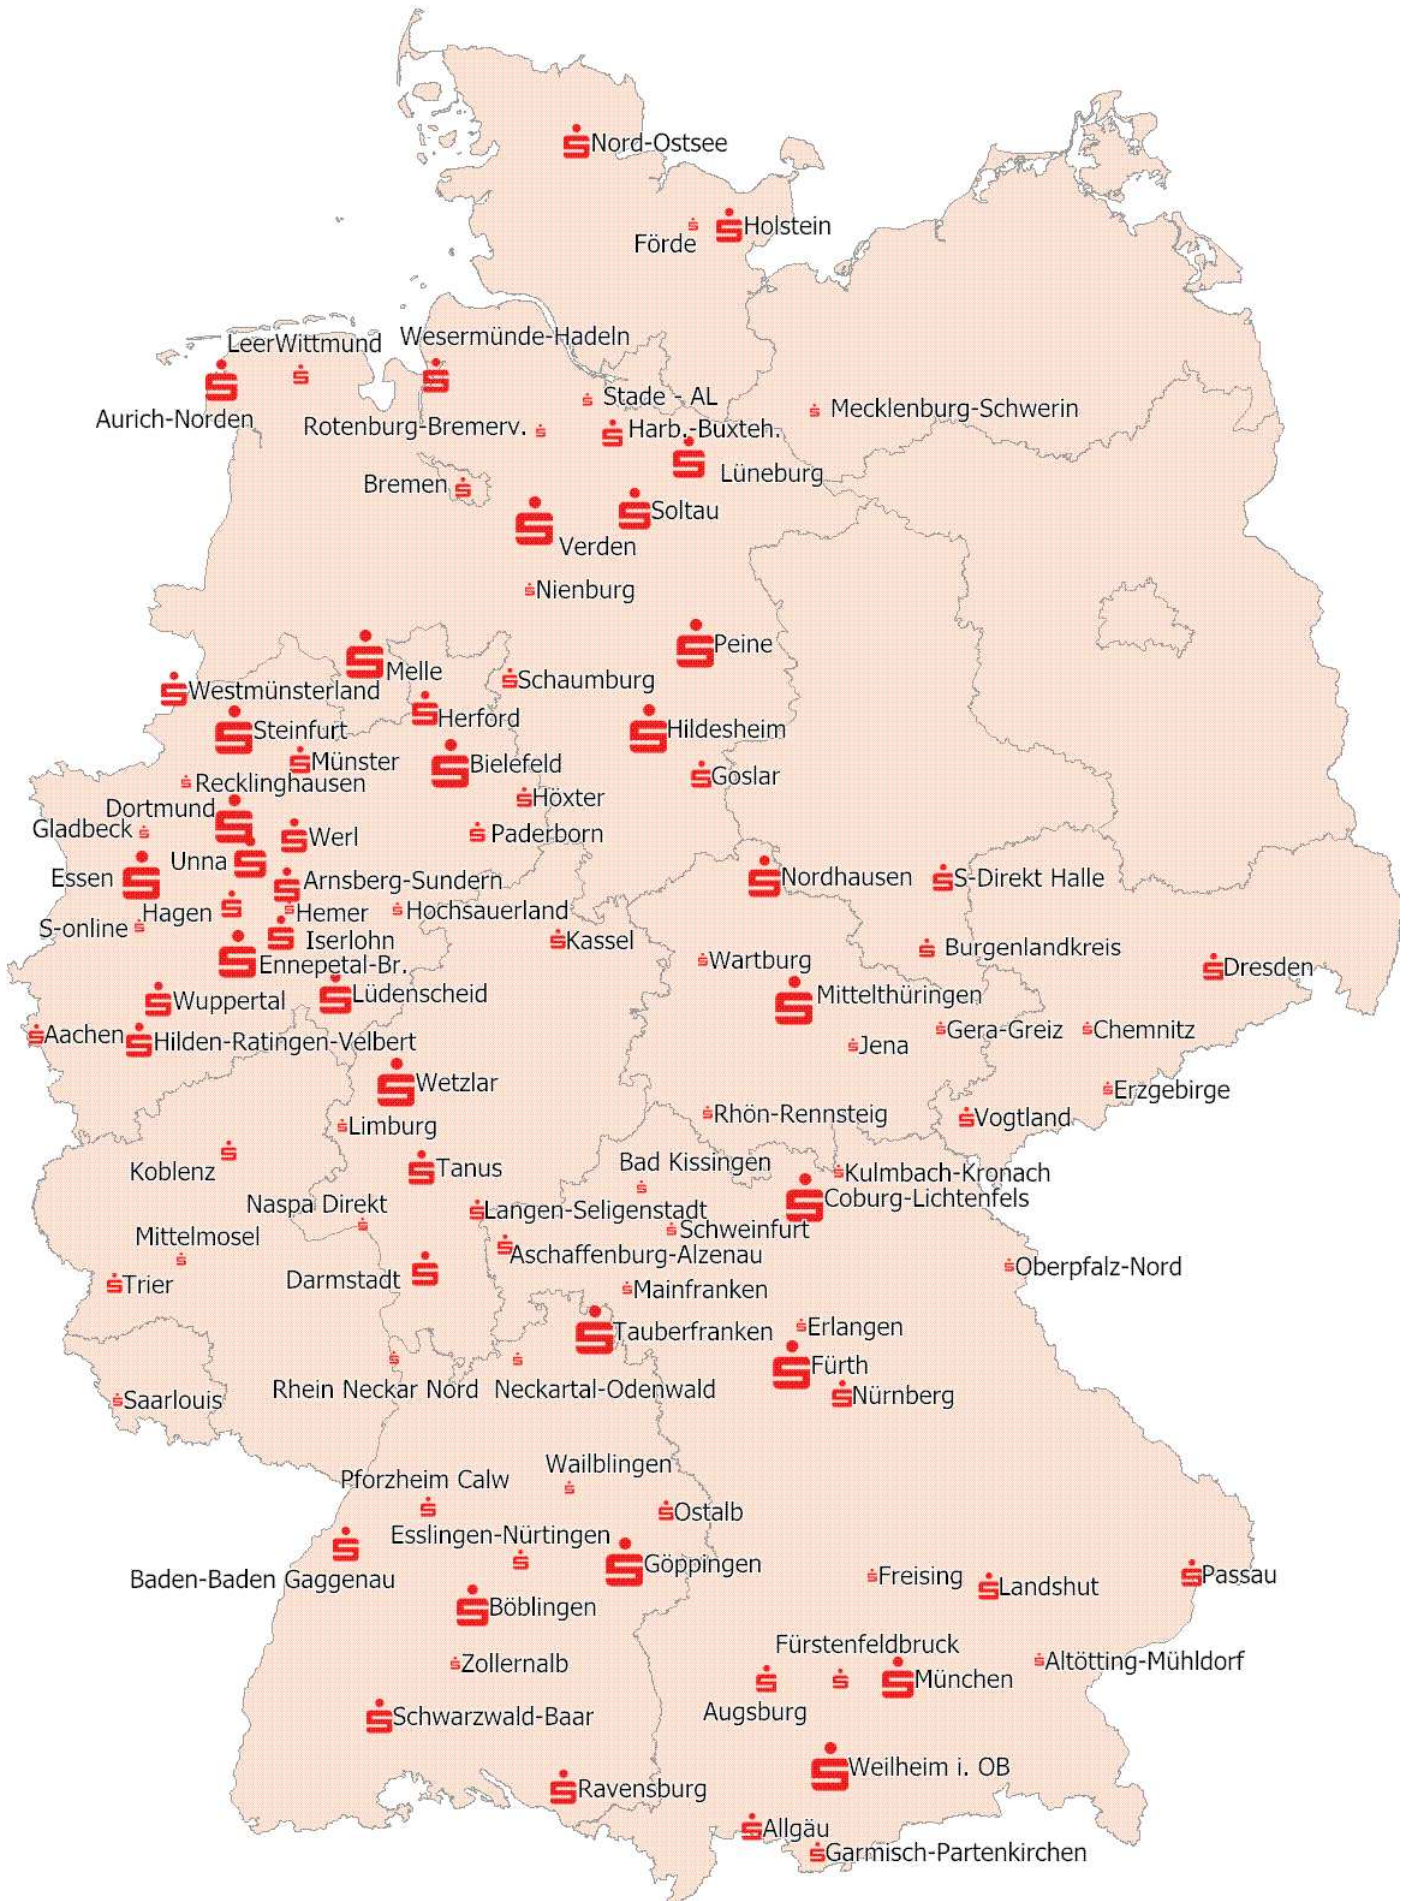 Nord-Ostsee
Holstein
Förde
LeerWittmund
Wesermünde-Hadeln
Aurich-Norden
Stade - AL
Mecklenburg-Schwerin
Rotenburg-Bremerv.
Harb.-Buxteh.
Lüneburg
Bremen
Soltau
Verden
Nienburg
Peine
Melle
Schaumburg
Westmünsterland
Herford
Steinfurt
Hildesheim
Münster
Bielefeld
Goslar
Recklinghausen
Höxter
Dortmund
Gladbeck
Werl
Paderborn
Unna
Essen
Arnsberg-Sundern
Nordhausen
S-Direkt Halle
Hagen
Hemer
Hochsauerland
S-online
Iserlohn
Kassel
Burgenlandkreis
Ennepetal-Br.
Wartburg
Dresden
Wuppertal
Lüdenscheid
Mittelthüringen
Aachen
Hilden-Ratingen-Velbert
Gera-Greiz
Chemnitz
Jena
Wetzlar
Erzgebirge
Limburg
Rhön-Rennsteig
Vogtland
Koblenz
Tanus
Bad Kissingen
Kulmbach-Kronach
Coburg-Lichtenfels
Naspa Direkt
Langen-Seligenstadt
Schweinfurt
Mittelmosel
Aschaffenburg-Alzenau
Oberpfalz-Nord
Trier
Darmstadt
Mainfranken
Tauberfranken
Erlangen
Fürth
Rhein Neckar Nord
Neckartal-Odenwald
Nürnberg
Saarlouis
Wailblingen
Pforzheim Calw
Ostalb
Esslingen-Nürtingen
Göppingen
Baden-Baden Gaggenau
Freising
Landshut
Passau
Böblingen
Fürstenfeldbruck
Zollernalb
Altötting-Mühldorf
München
Augsburg
Schwarzwald-Baar
Weilheim i. OB
Ravensburg
Allgäu
Garmisch-Partenkirchen